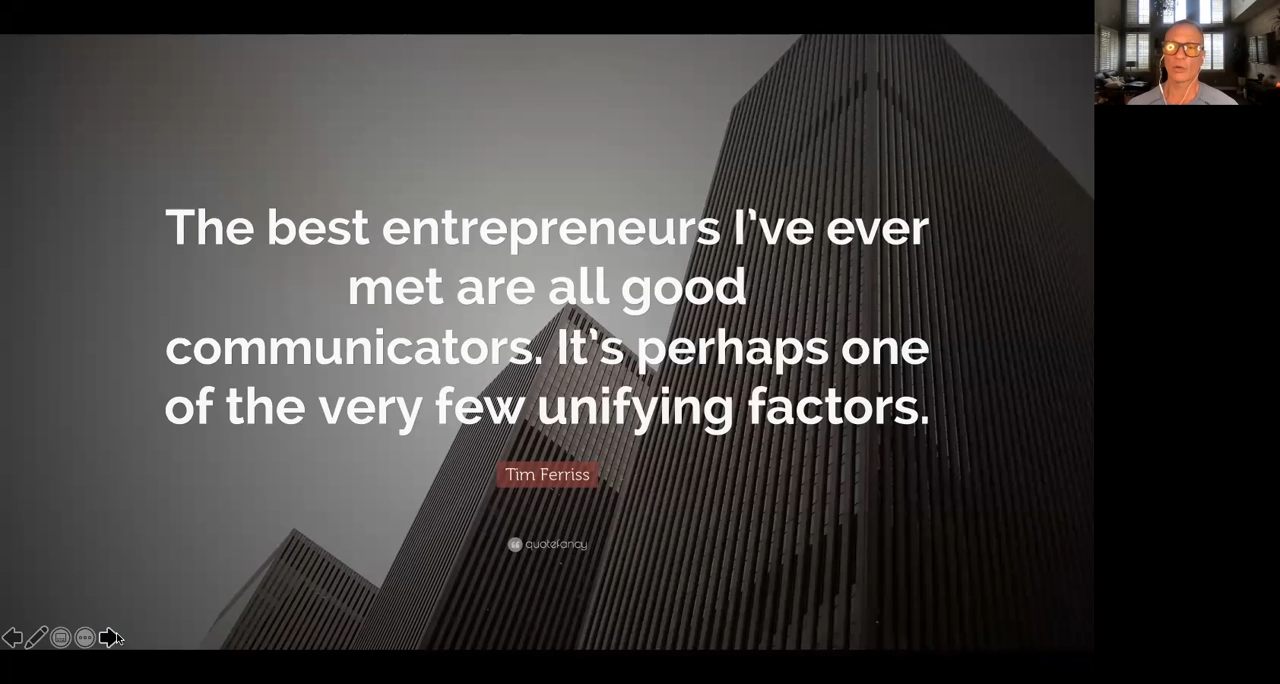 The best entrepreneurs I’ve ever
met are all good
communicators. It’s perhaps one
of the very few unifying factors.
Tim Ferriss
quotefancy